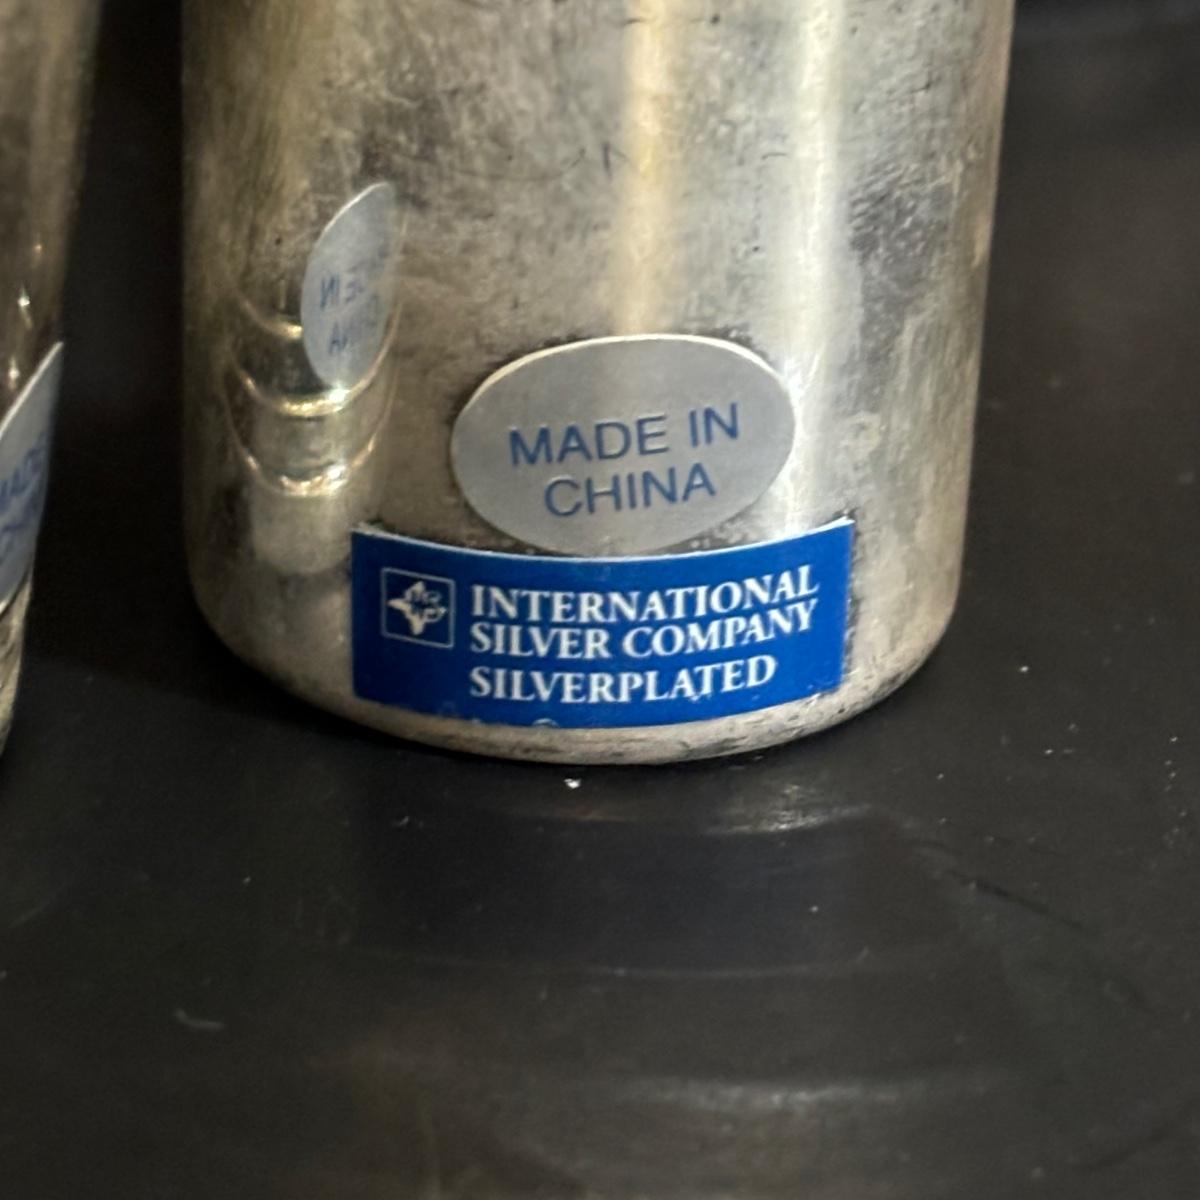 MADE IN
CHINA
INTERNATIONAL
SILVER COMPANY
SILVERPLATED